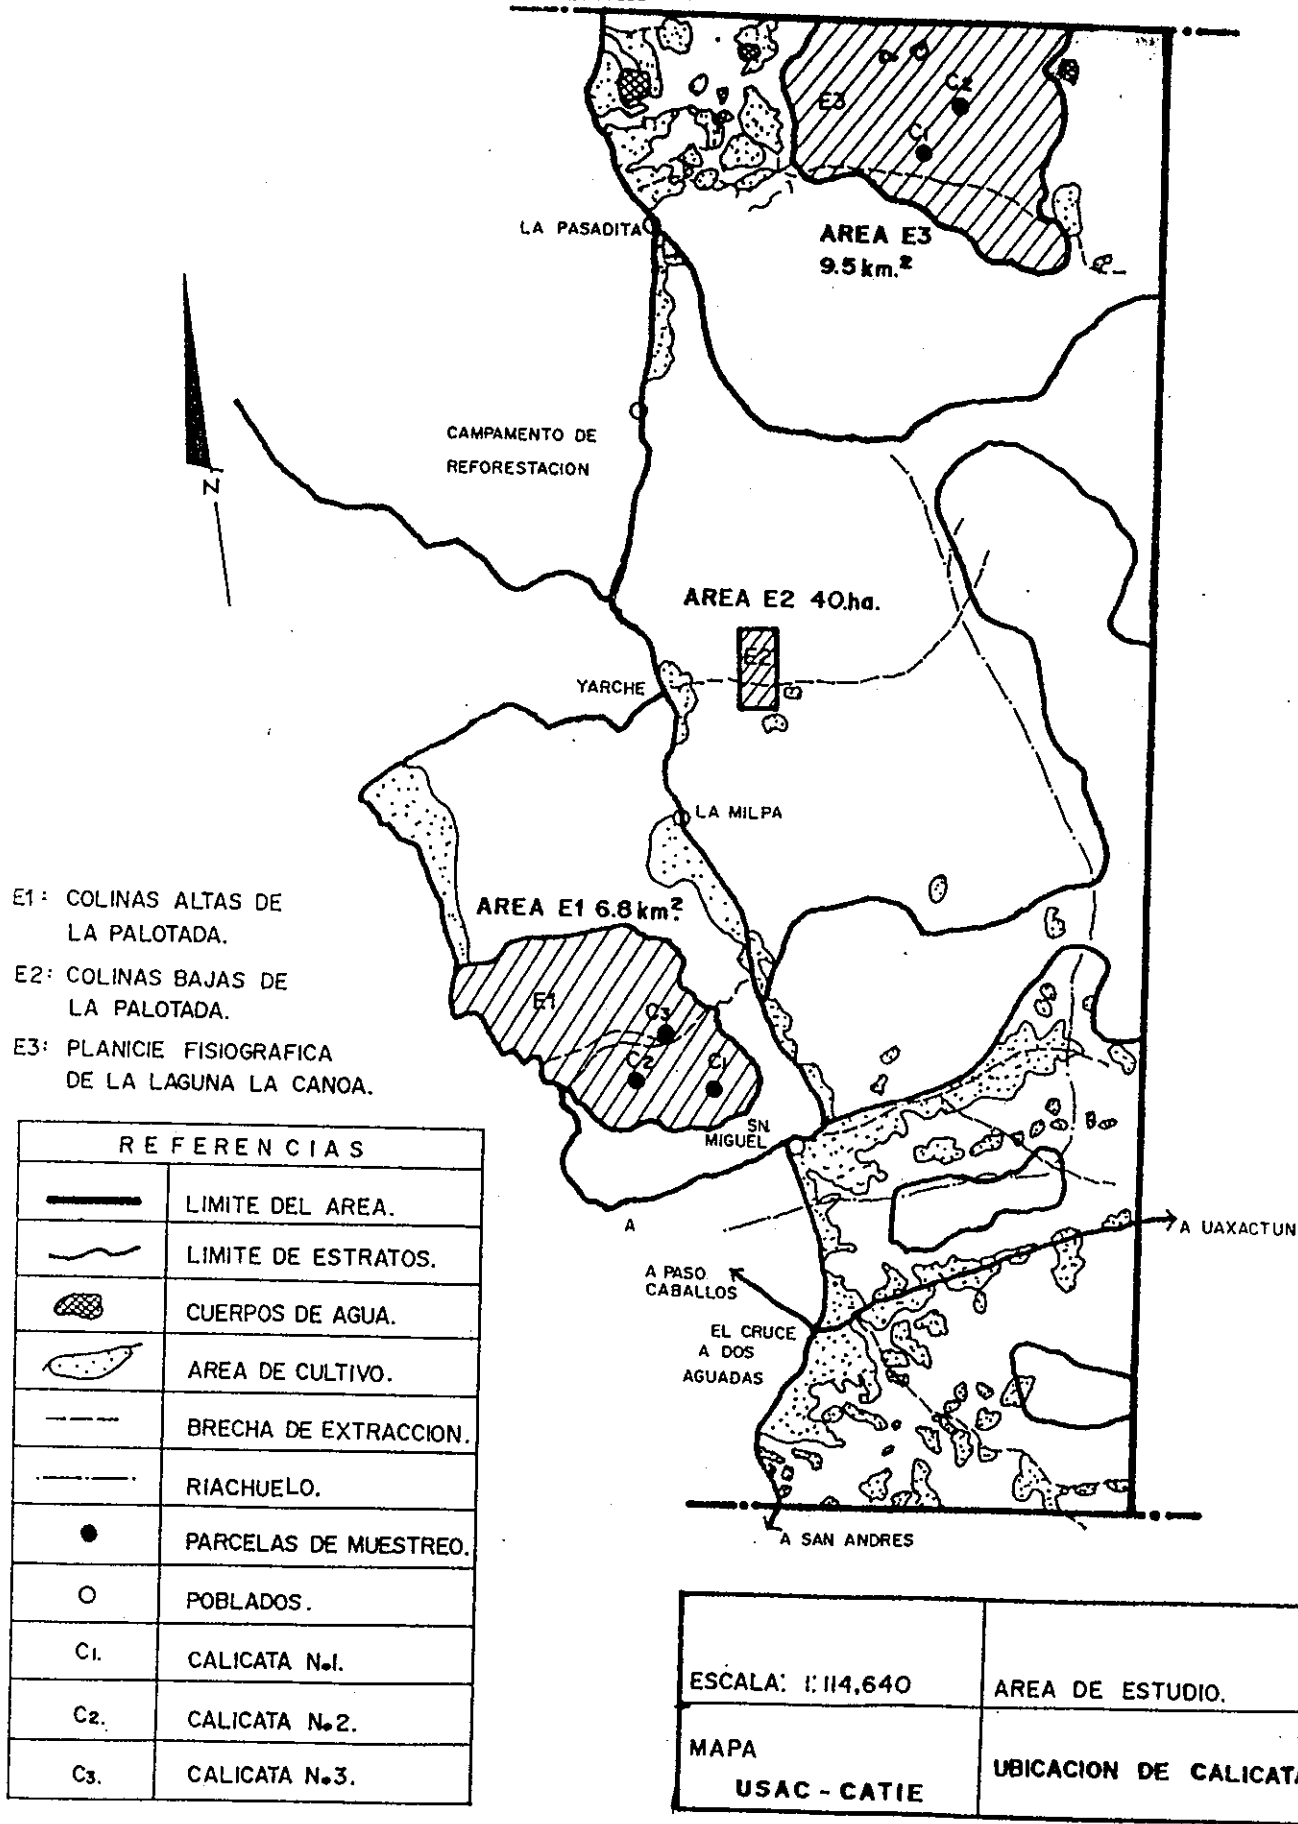 C2
E3
C1
LA PASADITA
AREA E3
9.5 km.²
N
CAMPAMENTO DE
REFORESTACION
AREA E2 40.ha.
E2
YARCHE
LA MILPA
E1: COLINAS ALTAS DE
LA PALOTADA.
E2: COLINAS BAJAS DE
LA PALOTADA.
E3: PLANICIE FISIOGRAFICA
DE LA LAGUNA LA CANOA.
AREA E1 6.8 km².
E1
C3
C2
C1
SN.
MIGUEL
A
A UAXACTUN
A PASO
CABALLOS
EL CRUCE
A DOS
AGUADAS
A SAN ANDRES
REFERENCIAS
LIMITE DEL AREA.
LIMITE DE ESTRATOS.
CUERPOS DE AGUA.
AREA DE CULTIVO.
BRECHA DE EXTRACCION.
RIACHUELO.
PARCELAS DE MUESTREO.
POBLADOS.
C1. CALICATA No.1.
C2. CALICATA No.2.
C3. CALICATA No.3.
ESCALA: 1:114,640
AREA DE ESTUDIO.
MAPA
USAC - CATIE
UBICACION DE CALICATA